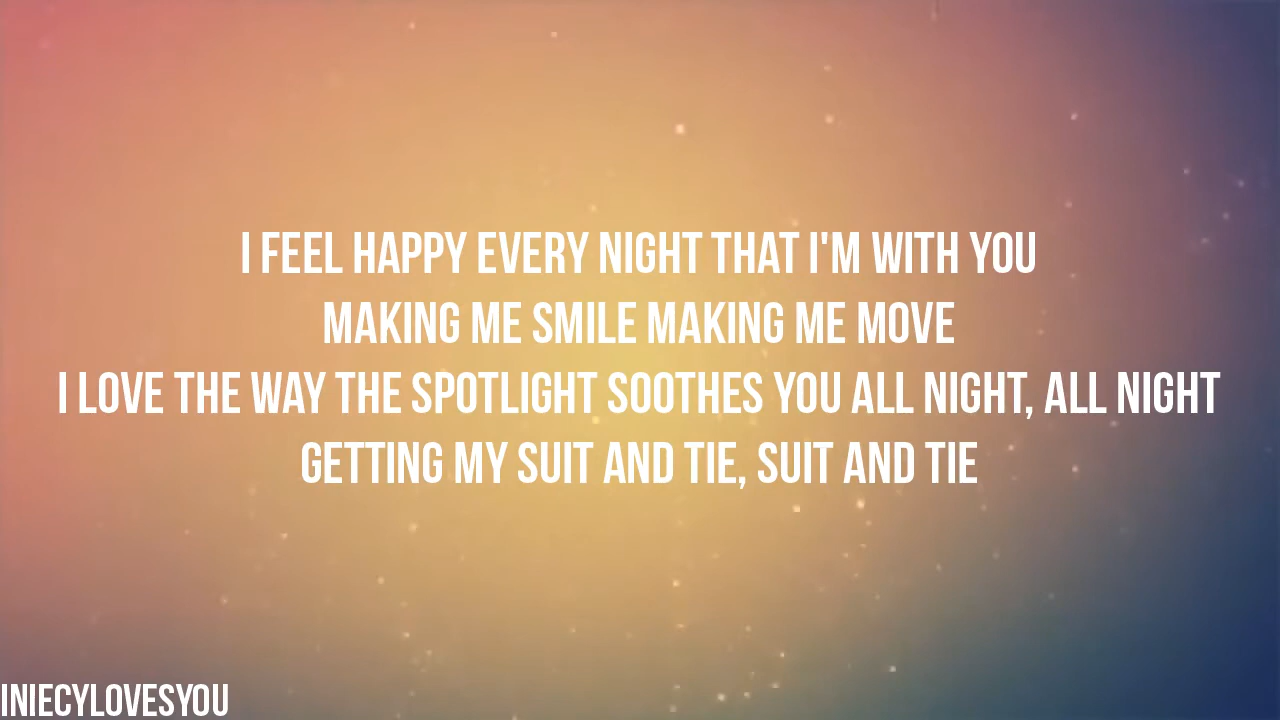 I FEEL HAPPY EVERY NIGHT THAT I'M WITH YOU
MAKING ME SMILE MAKING ME MOVE
I LOVE THE WAY THE SPOTLIGHT SOOTHES YOU ALL NIGHT, ALL NIGHT
GETTING MY SUIT AND TIE, SUIT AND TIE
INIECYLOVESYOU